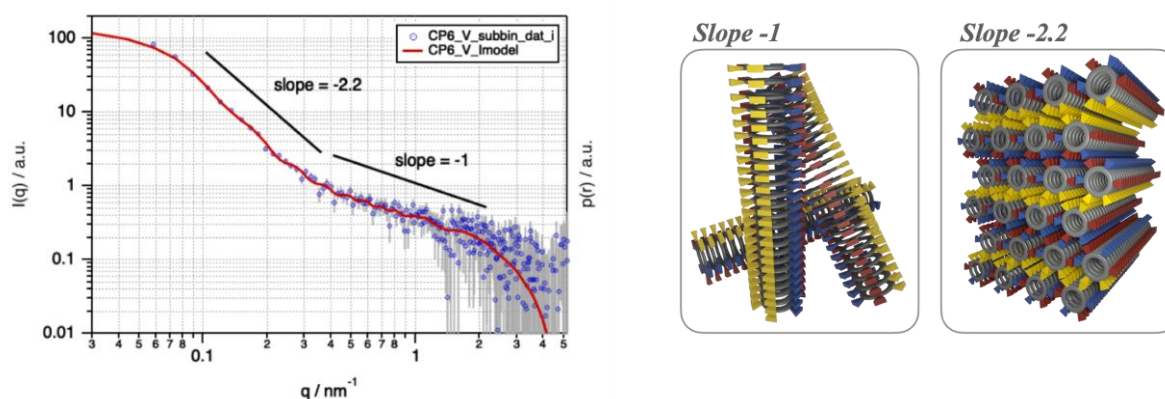 CP6_V_subbin_dat_i
CP6_V_Imodel
slope = -2.2
slope = -1
100
10
1
0.1
0.01
I(q) / a.u.
p(r) / a.u.
3 4 5 6 7 8 0.1 2 3 4 5 6 7 8 1 2 3 4 5
q / nm⁻¹
Slope -1
Slope -2.2